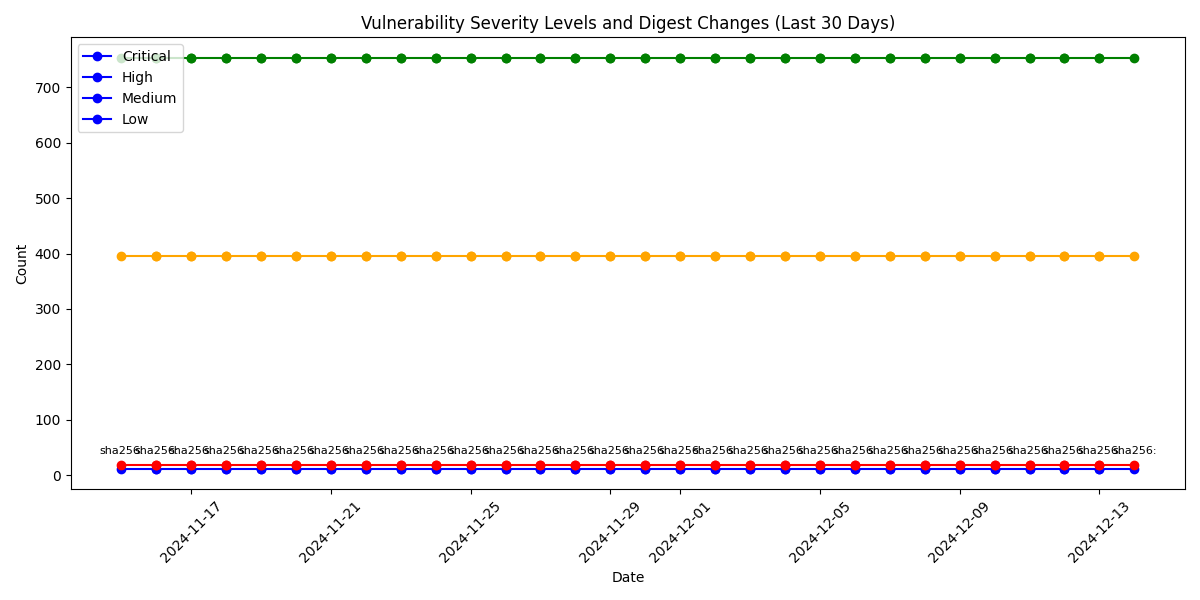 Vulnerability Severity Levels and Digest Changes (Last 30 Days)
Critical
High
Medium
Low
700
600
500
400
300
200
100
0
Count
sha256: sha256: sha256: sha256: sha256: sha256: sha256: sha256: sha256: sha256: sha256: sha256: sha256: sha256: sha256: sha256: sha256: sha256: sha256: sha256: sha256: sha256: sha256: sha256: sha256: sha256: sha256: sha256: sha256: sha256:
2024-11-17
2024-11-21
2024-11-25
2024-11-29
2024-12-01
2024-12-05
2024-12-09
2024-12-13
Date